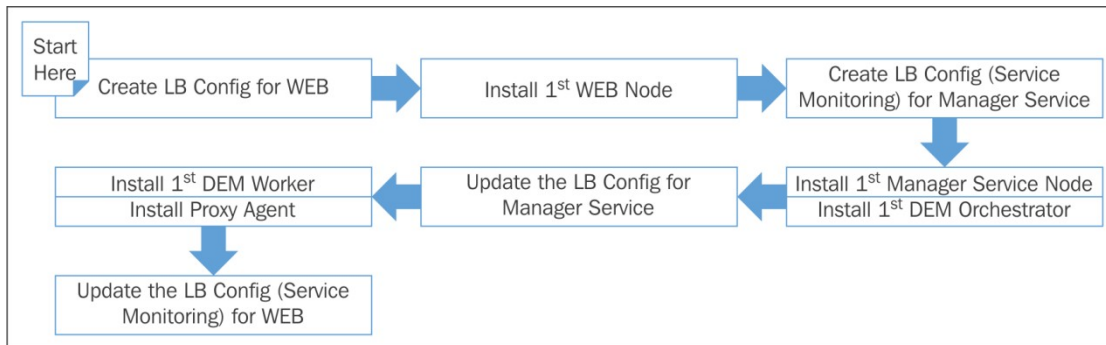 Start
Here
Create LB Config for WEB
Install 1st WEB Node
Create LB Config (Service
Monitoring) for Manager Service
Install 1st Manager Service Node
Install 1st DEM Orchestrator
Update the LB Config for
Manager Service
Install 1st DEM Worker
Install Proxy Agent
Update the LB Config (Service
Monitoring) for WEB